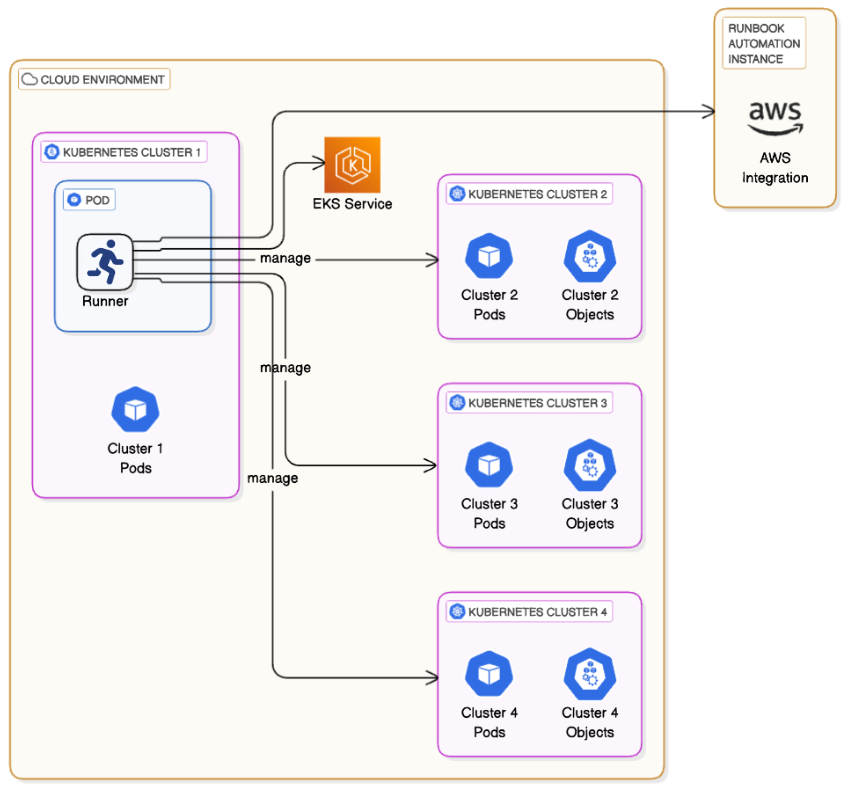 RUNBOOK
AUTOMATION
INSTANCE
aws
AWS
Integration
CLOUD ENVIRONMENT
KUBERNETES CLUSTER 1
POD
Runner
Cluster 1
Pods
K
EKS Service
manage
manage
manage
KUBERNETES CLUSTER 2
Cluster 2
Pods
Cluster 2
Objects
KUBERNETES CLUSTER 3
Cluster 3
Pods
Cluster 3
Objects
KUBERNETES CLUSTER 4
Cluster 4
Pods
Cluster 4
Objects